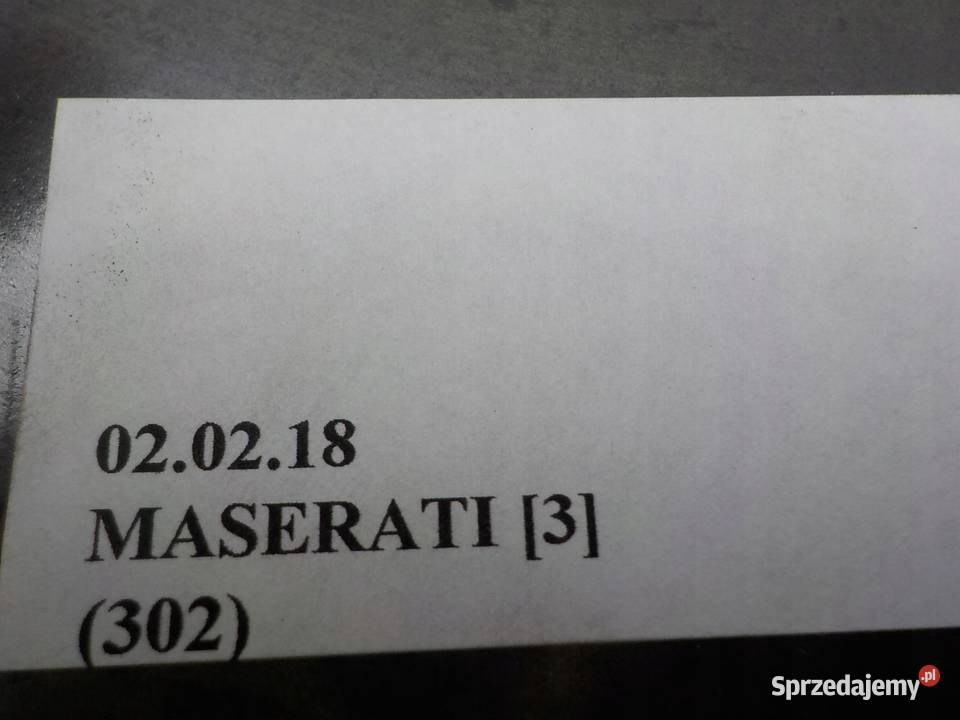 02.02.18
MASERATI [3]
(302)
Sprzedajemy.pl